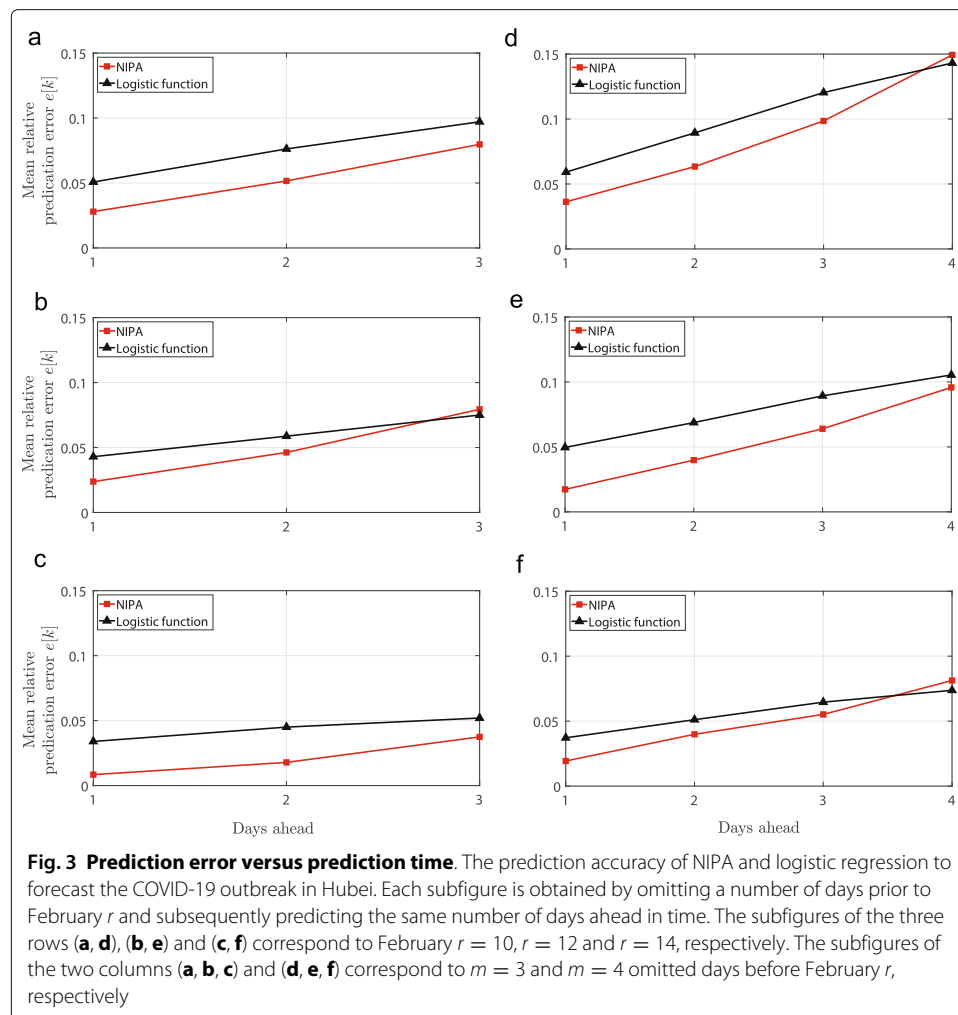 a
0.15
0.1
0.05
0
1
2
3
NIPA
Logistic function
Mean relative
predication error e[k]
d
0.15
0.1
0.05
0
1
2
3
4
NIPA
Logistic function
b
0.15
0.1
0.05
0
1
2
3
NIPA
Logistic function
Mean relative
predication error e[k]
e
0.15
0.1
0.05
0
1
2
3
4
NIPA
Logistic function
c
0.15
0.1
0.05
0
1
2
3
NIPA
Logistic function
Mean relative
predication error e[k]
Days ahead
f
0.15
0.1
0.05
0
1
2
3
4
NIPA
Logistic function
Days ahead
Fig. 3 Prediction error versus prediction time. The prediction accuracy of NIPA and logistic regression to
forecast the COVID-19 outbreak in Hubei. Each subfigure is obtained by omitting a number of days prior to
February r and subsequently predicting the same number of days ahead in time. The subfigures of the three
rows (a, d), (b, e) and (c, f) correspond to February r = 10, r = 12 and r = 14, respectively. The subfigures of
the two columns (a, b, c) and (d, e, f) correspond to m = 3 and m = 4 omitted days before February r,
respectively